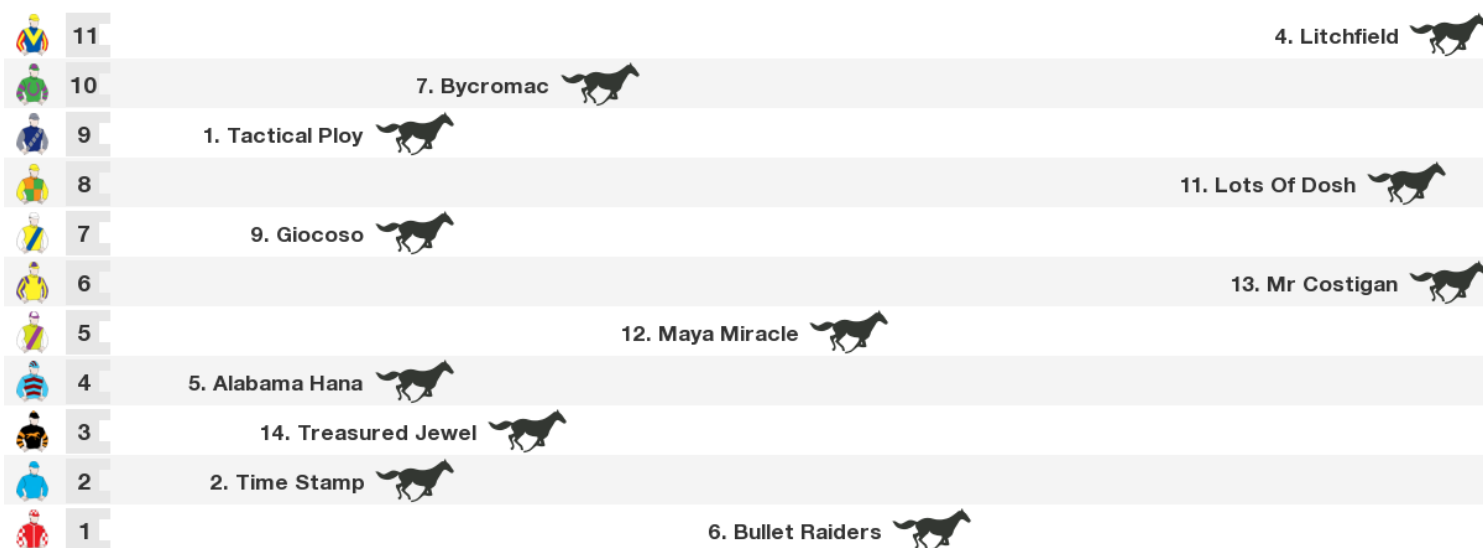 11 4. Litchfield
10 7. Bycromac
9 1. Tactical Ploy
8 11. Lots Of Dosh
7 9. Giocoso
6 13. Mr Costigan
5 12. Maya Miracle
4 5. Alabama Hana
3 14. Treasured Jewel
2 2. Time Stamp
1 6. Bullet Raiders